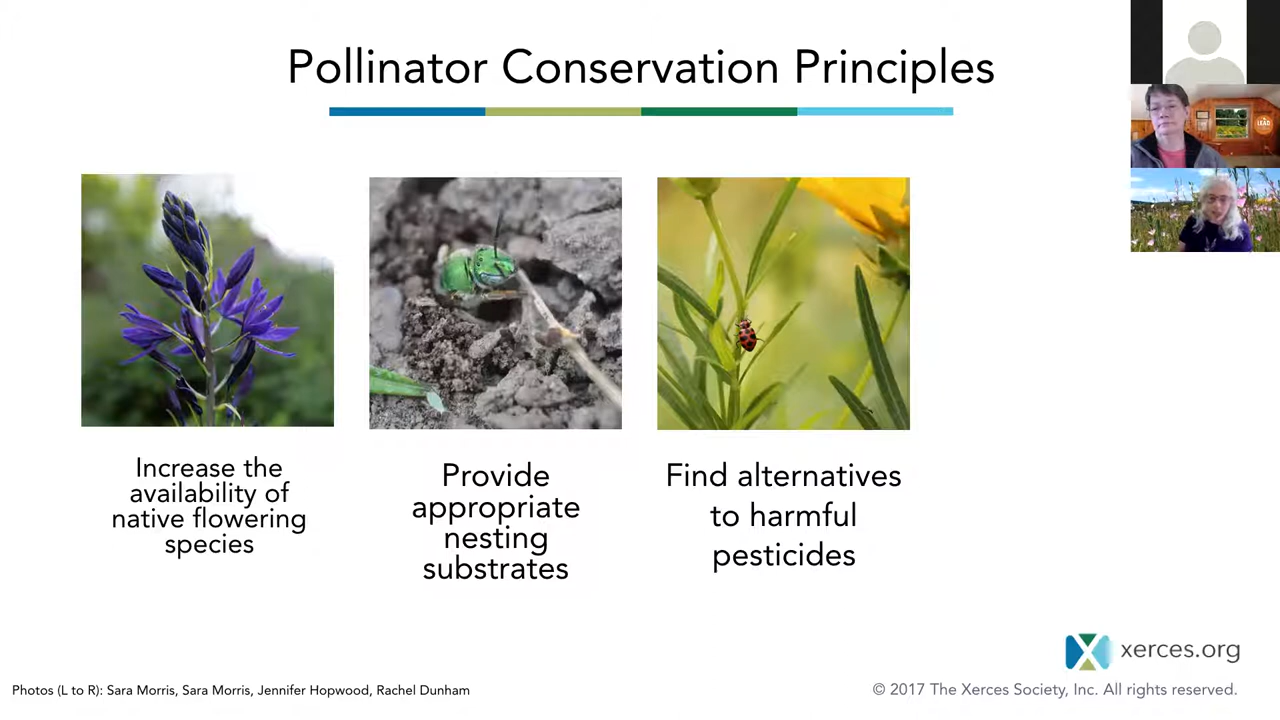 Pollinator Conservation Principles
LEAD
Increase the
availability of
native flowering
species
Provide
appropriate
nesting
substrates
Find alternatives
to harmful
pesticides
xerces.org
Photos (L to R): Sara Morris, Sara Morris, Jennifer Hopwood, Rachel Dunham
© 2017 The Xerces Society, Inc. All rights reserved.